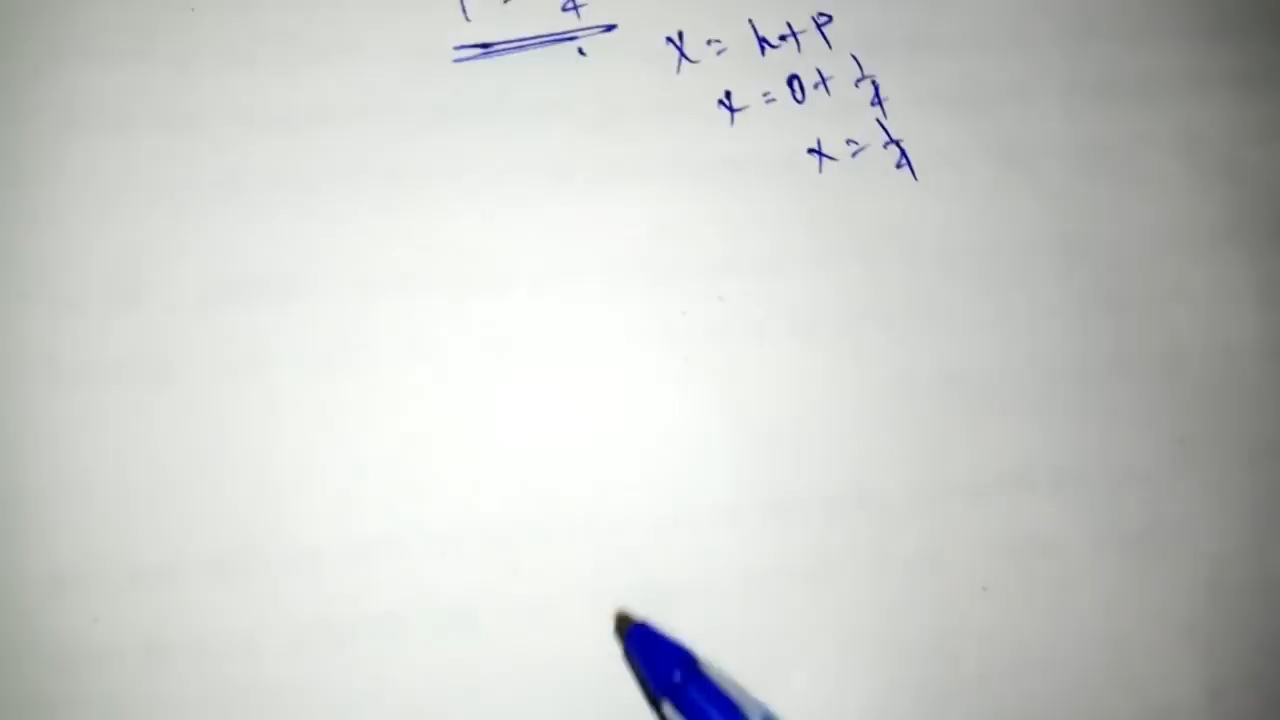 x = h + P
x = 0 + 1/4
x = 1/4